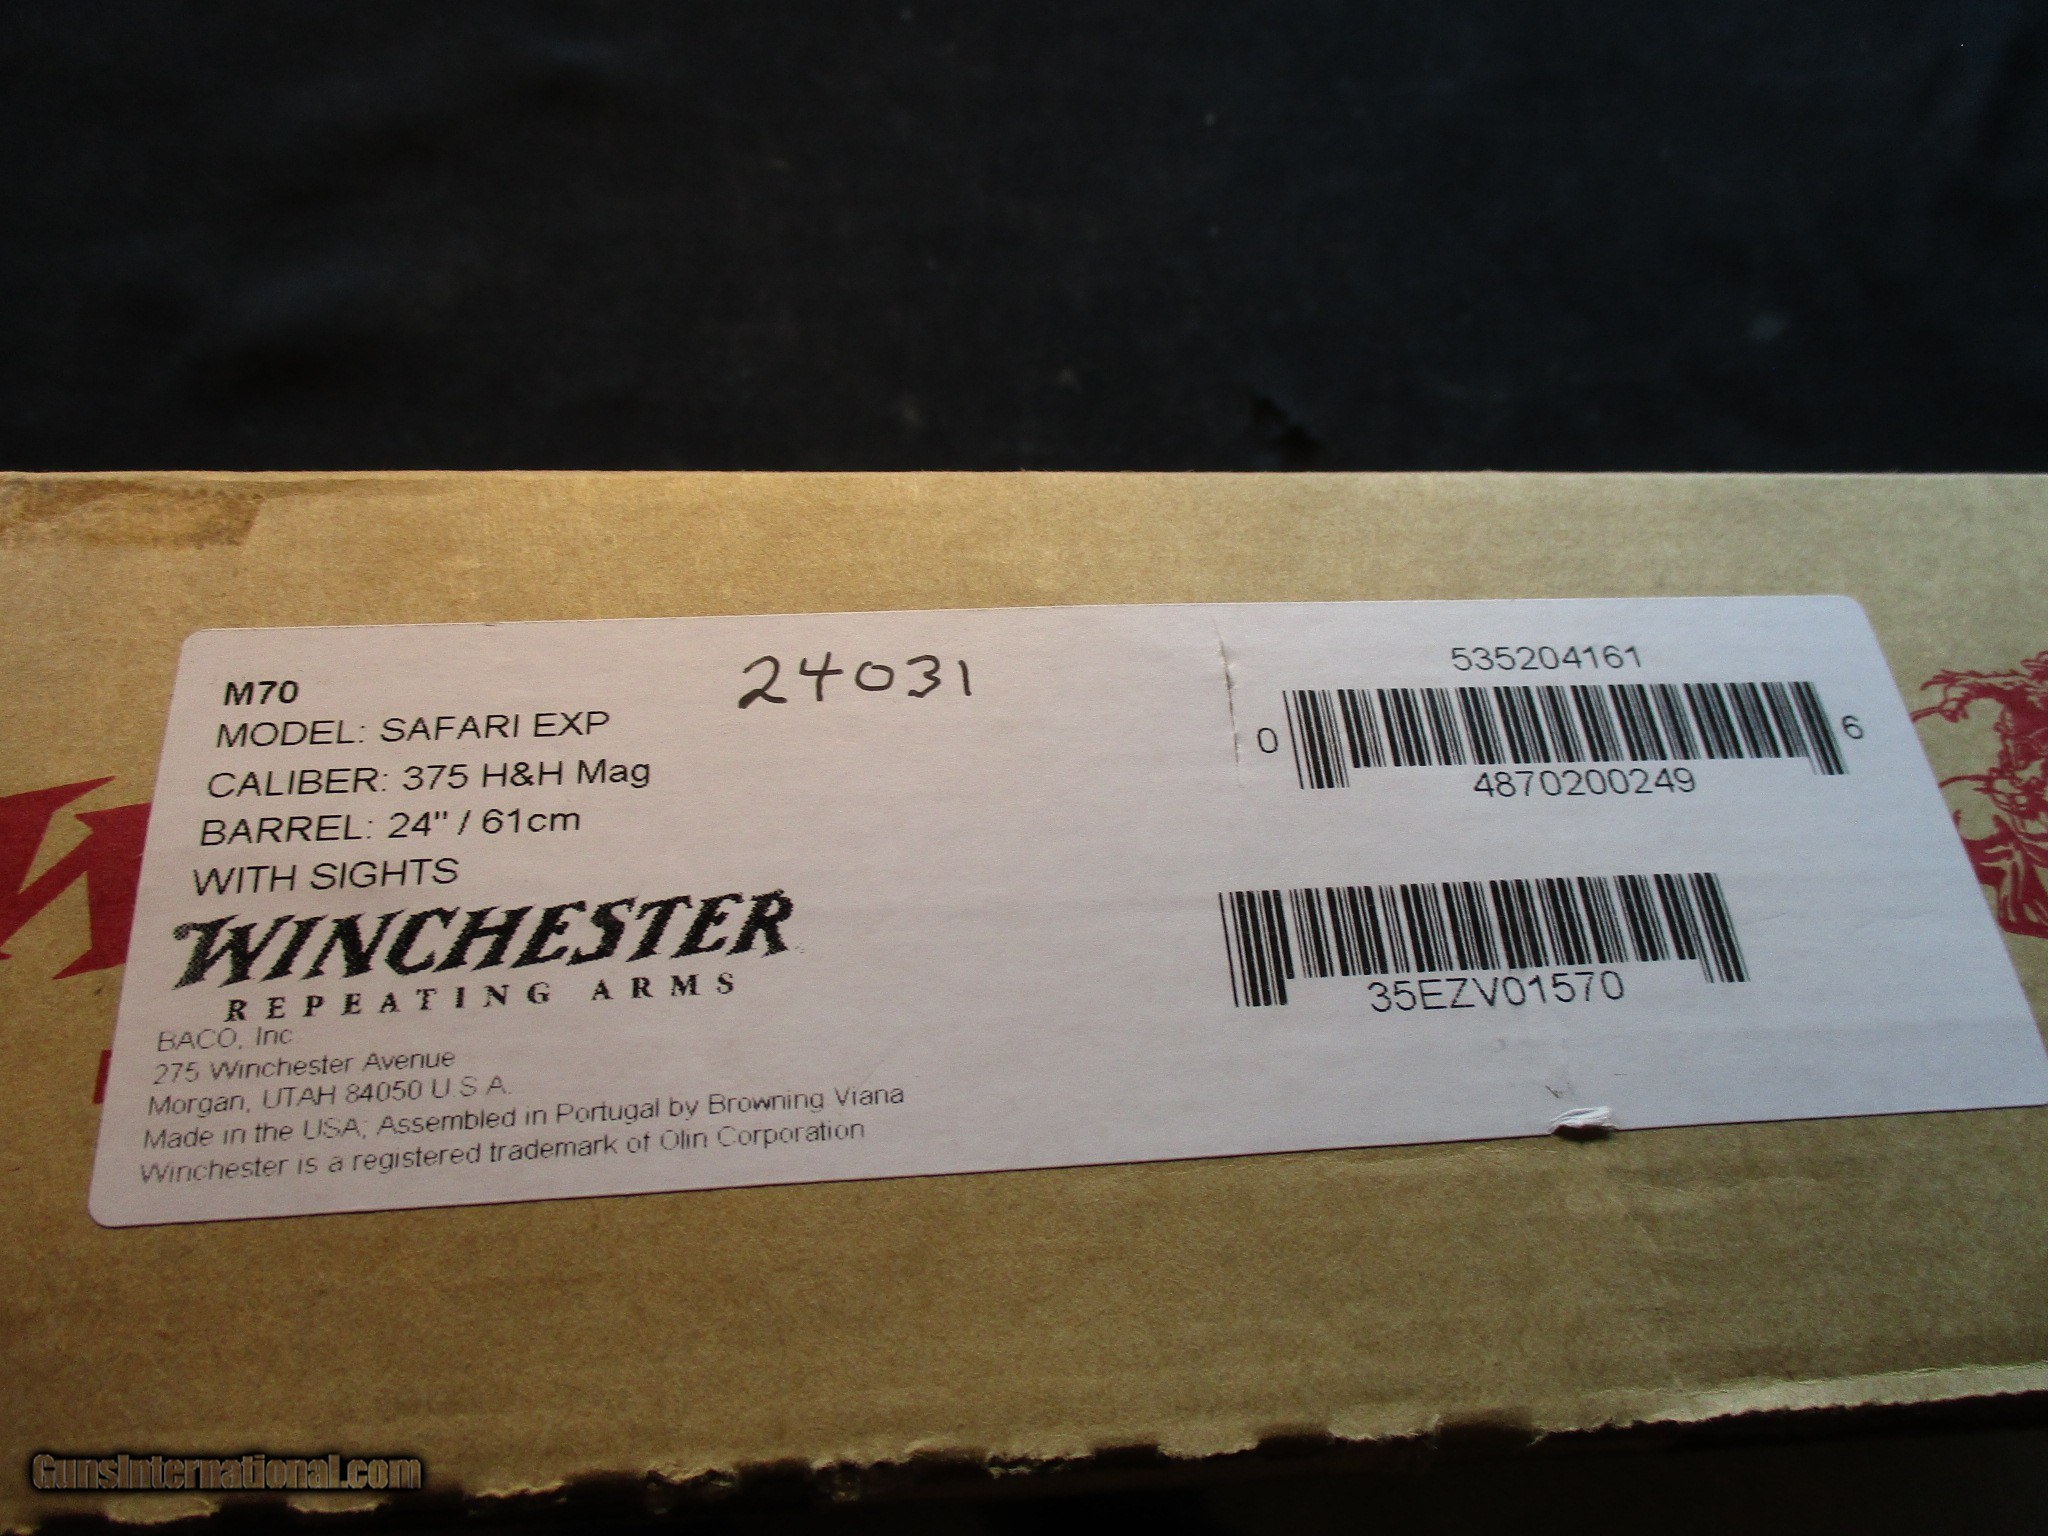 M70
MODEL: SAFARI EXP
CALIBER: 375 H&H Mag
BARREL: 24" / 61cm
WITH SIGHTS
WINCHESTER
REPEATING ARMS
BACO, Inc
275 Winchester Avenue
Morgan, UTAH 84050 U.S.A.
Made in the USA; Assembled in Portugal by Browning Viana
Winchester is a registered trademark of Olin Corporation
24031
535204161
0 4870200249 6
35EZV01570
GunsInternational.com